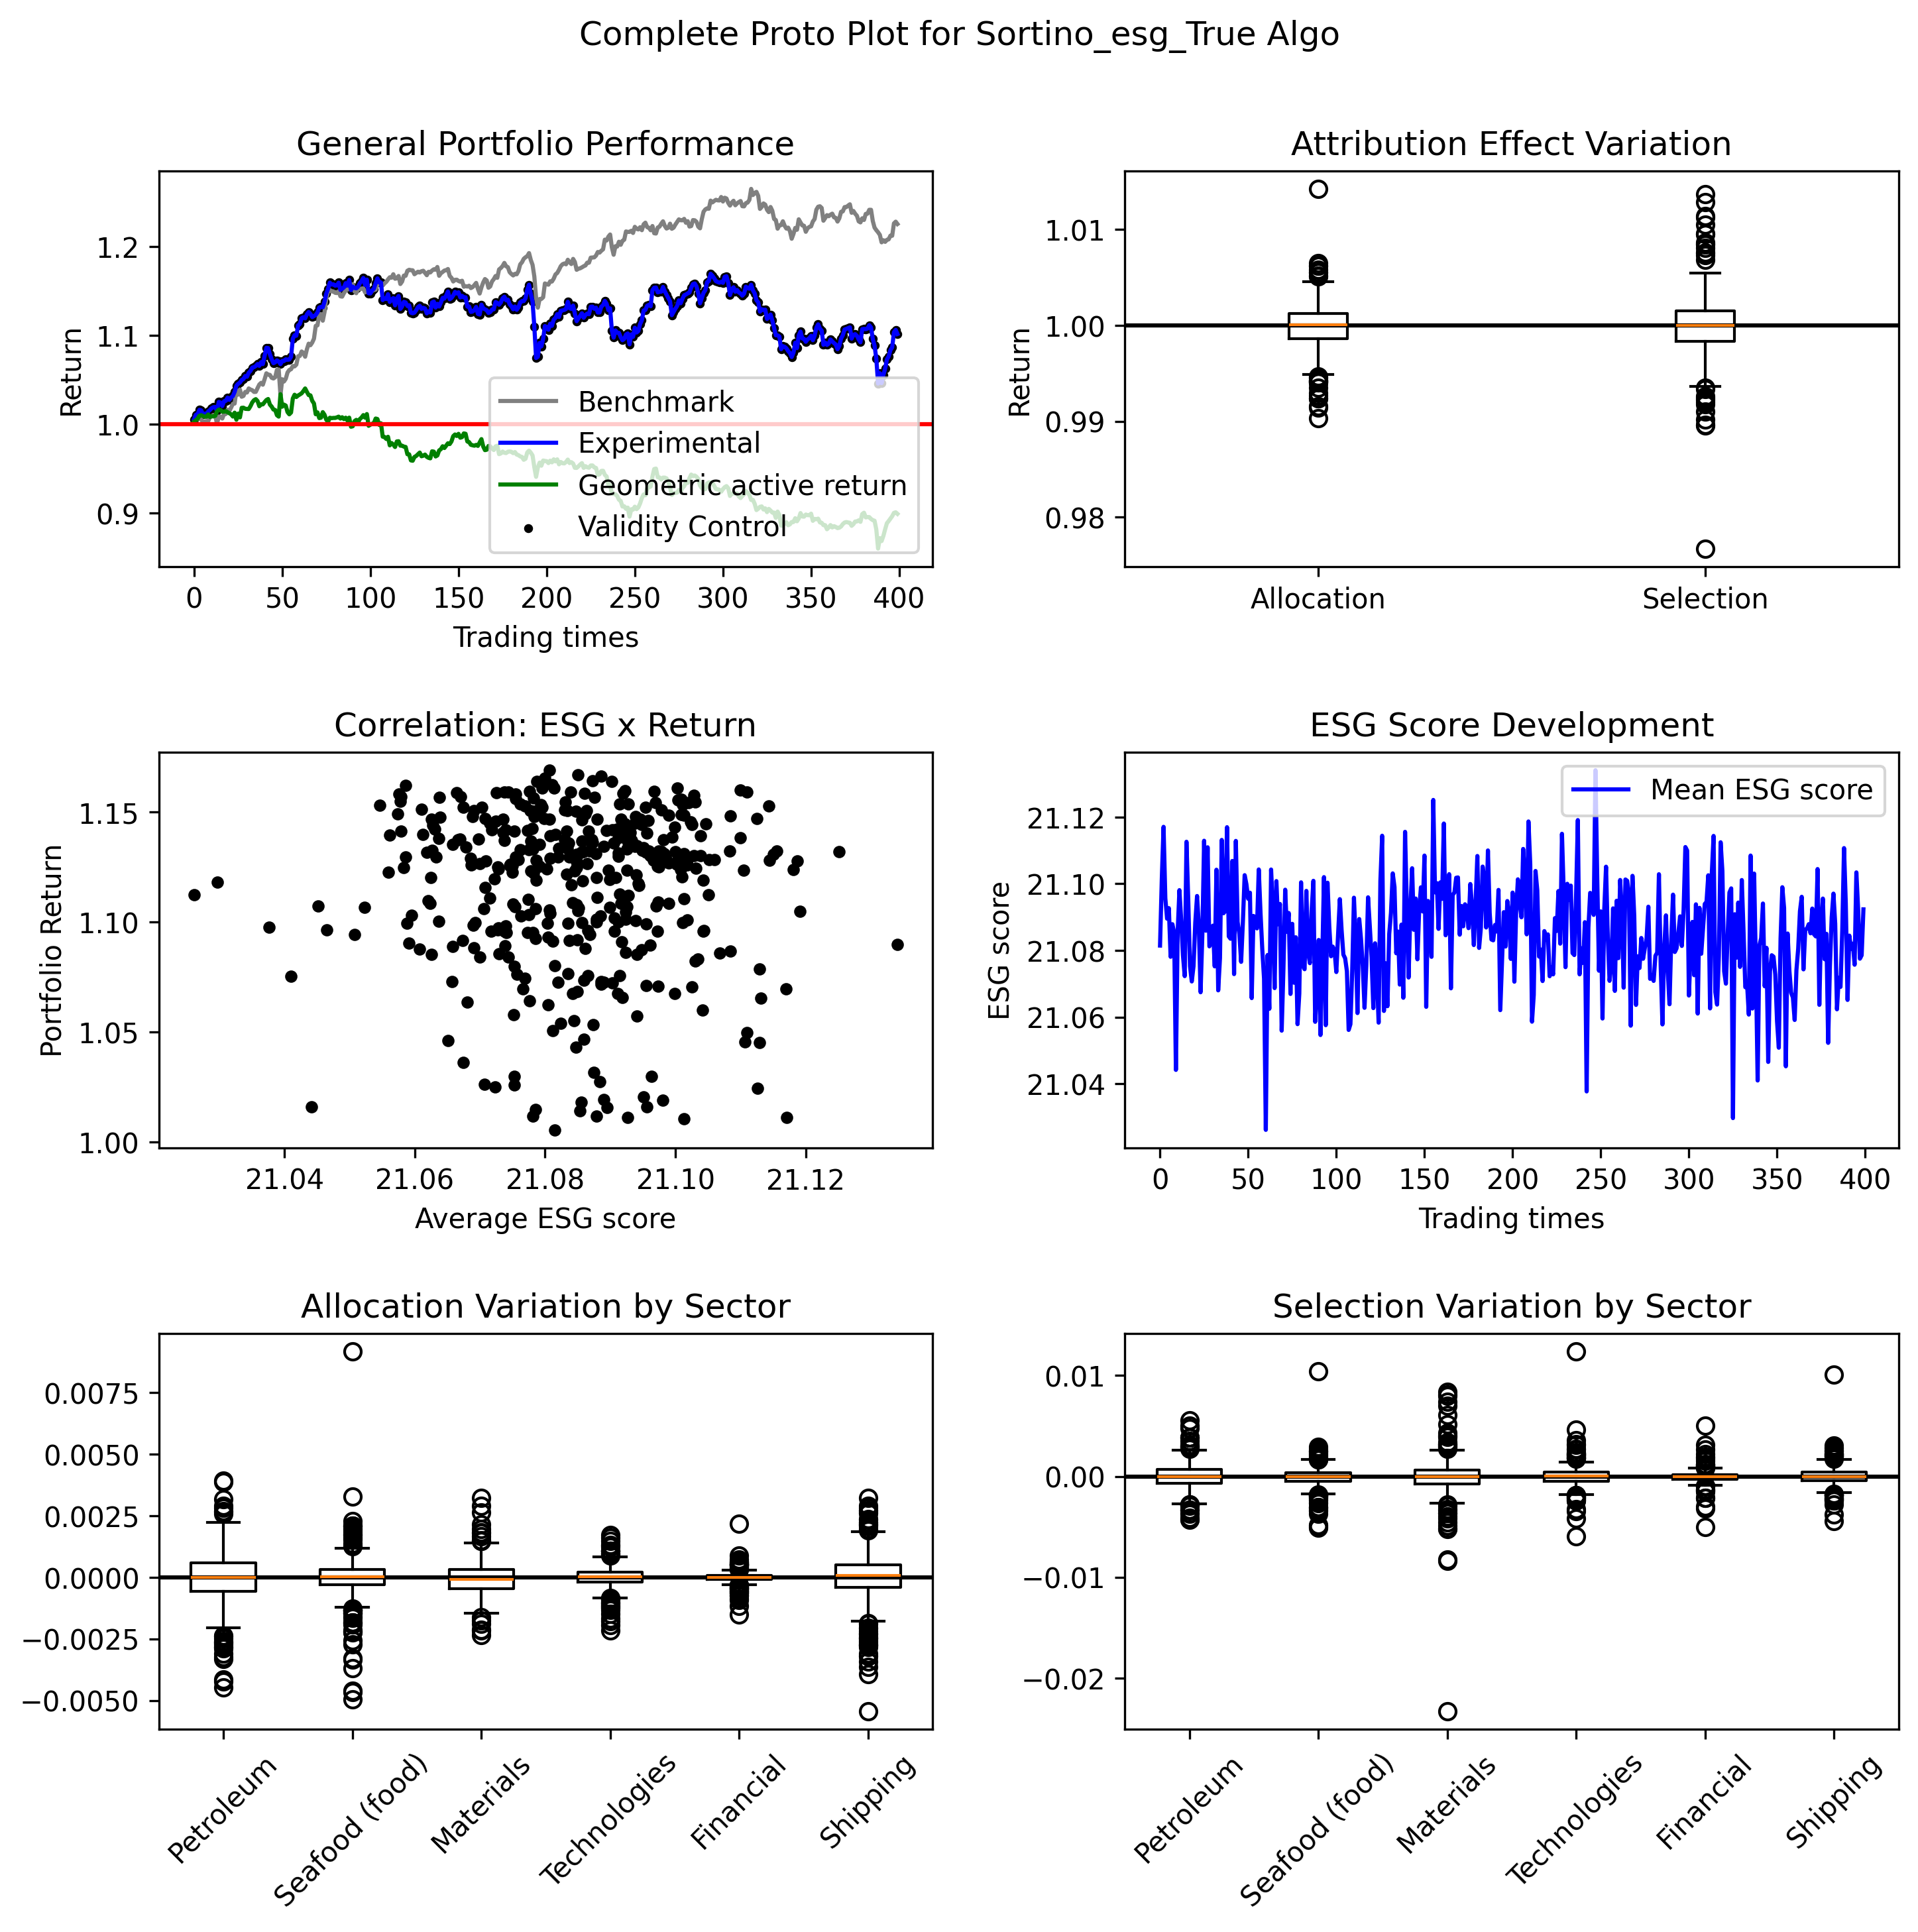 Complete Proto Plot for Sortino_esg_True Algo
General Portfolio Performance
Return
1.2
1.1
1.0
0.9
Benchmark
Experimental
Geometric active return
Validity Control
0 50 100 150 200 250 300 350 400
Trading times
Attribution Effect Variation
Return
1.01
1.00
0.99
0.98
Allocation Selection
Correlation: ESG x Return
Portfolio Return
1.15
1.10
1.05
1.00
21.04 21.06 21.08 21.10 21.12
Average ESG score
ESG Score Development
ESG score
21.12
21.10
21.08
21.06
21.04
Mean ESG score
0 50 100 150 200 250 300 350 400
Trading times
Allocation Variation by Sector
0.0075
0.0050
0.0025
0.0000
−0.0025
−0.0050
Petroleum
Seafood (food)
Materials
Technologies
Financial
Shipping
Selection Variation by Sector
0.01
0.00
−0.01
−0.02
Petroleum
Seafood (food)
Materials
Technologies
Financial
Shipping